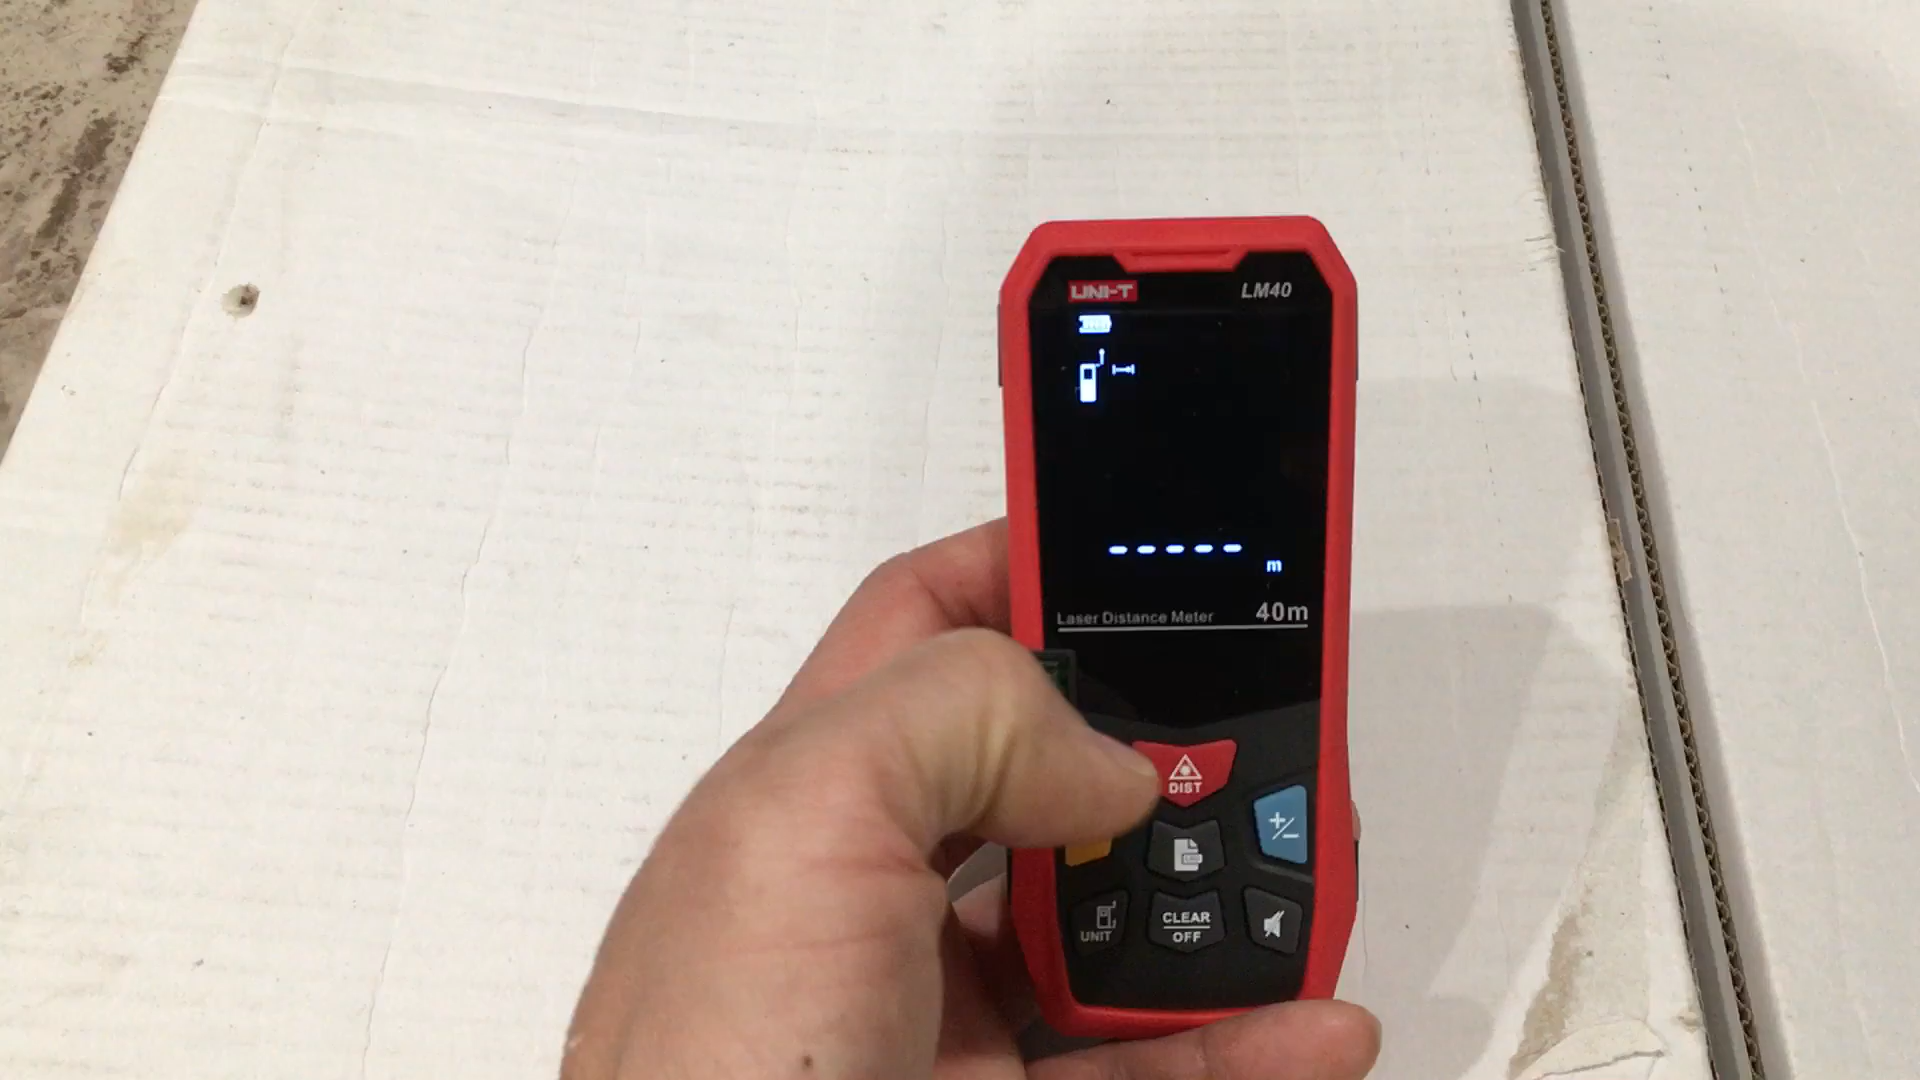 UNI-T LM40
----- m
Laser Distance Meter 40m
DIST
+/-
UNIT
CLEAR
OFF